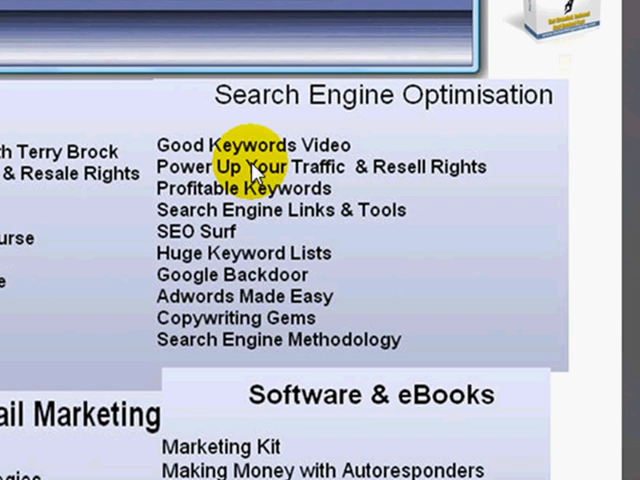 Search Engine Optimisation
th Terry Brock
& Resale Rights
urse
e
Good Keywords Video
Power Up Your Traffic & Resell Rights
Profitable Keywords
Search Engine Links & Tools
SEO Surf
Huge Keyword Lists
Google Backdoor
Adwords Made Easy
Copywriting Gems
Search Engine Methodology
ail Marketing
Software & eBooks
Marketing Kit
Making Money with Autoresponders